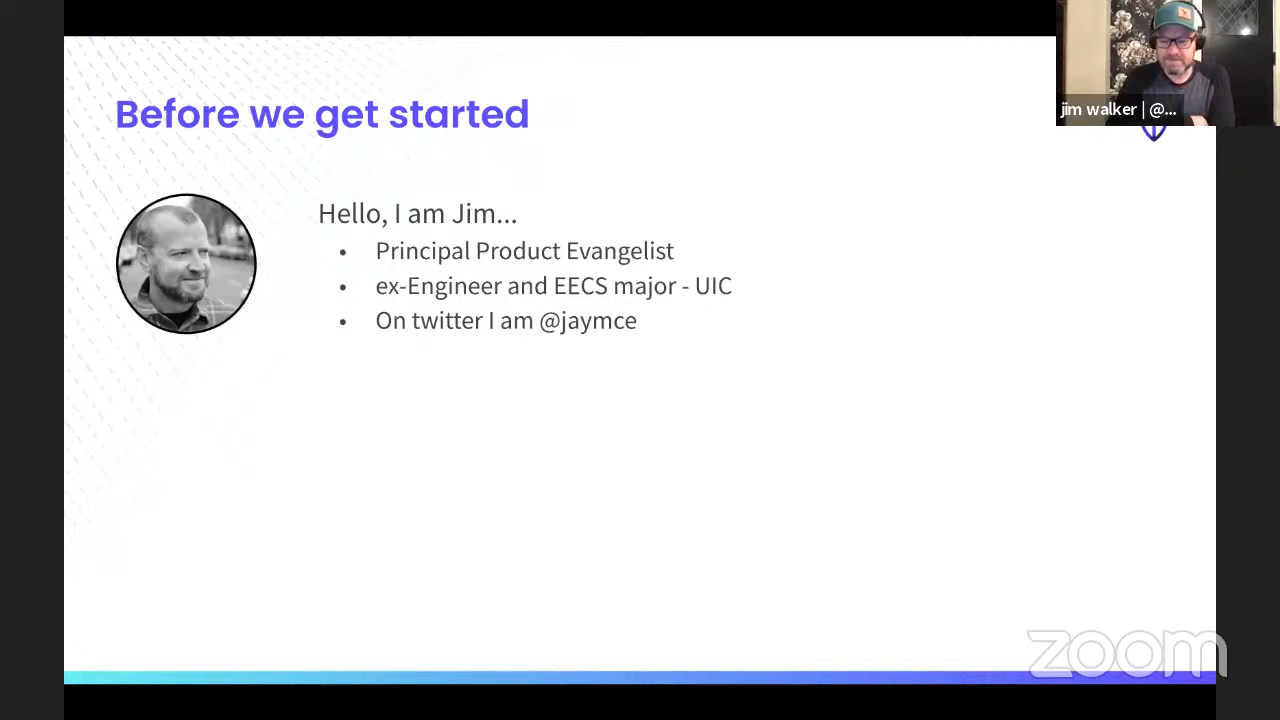 Before we get started
jim walker | @...
Hello, I am Jim...
• Principal Product Evangelist
• ex-Engineer and EECS major - UIC
• On twitter I am @jaymce
zoom